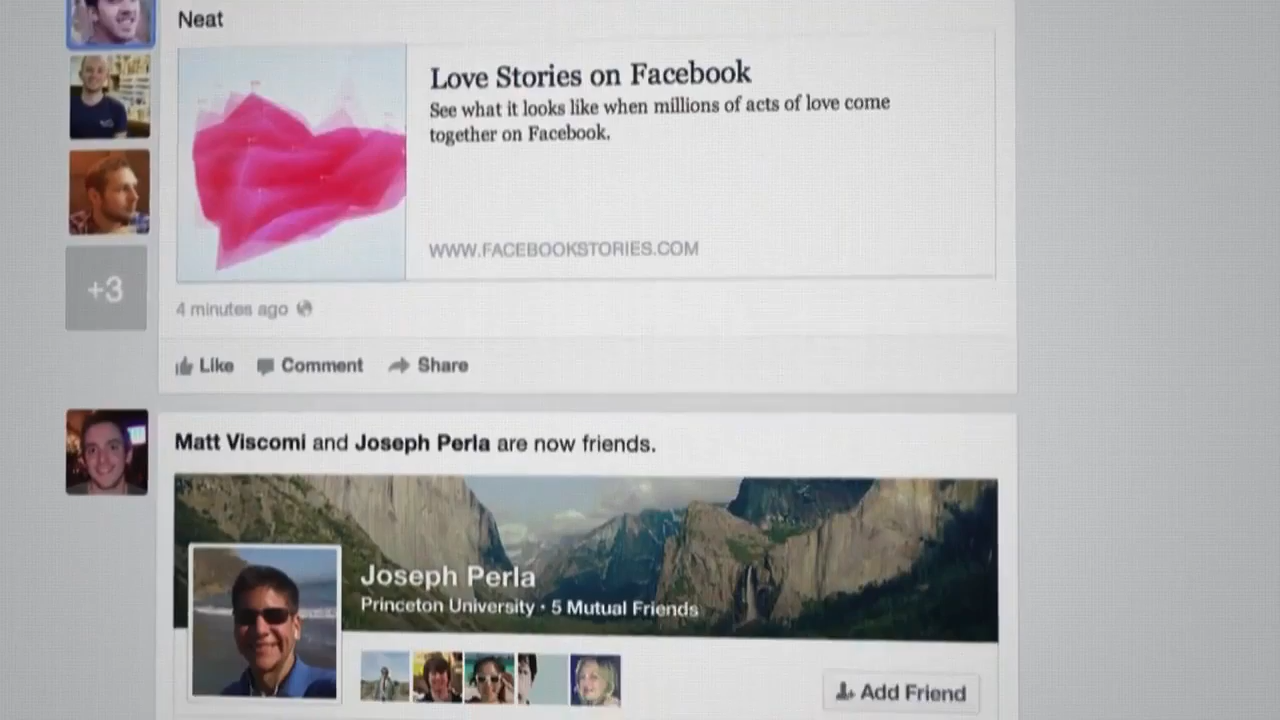 Neat
Love Stories on Facebook
See what it looks like when millions of acts of love come
together on Facebook.
WWW.FACEBOOKSTORIES.COM
+3
4 minutes ago
Like Comment Share
Matt Viscomi and Joseph Perla are now friends.
Joseph Perla
Princeton University · 5 Mutual Friends
Add Friend